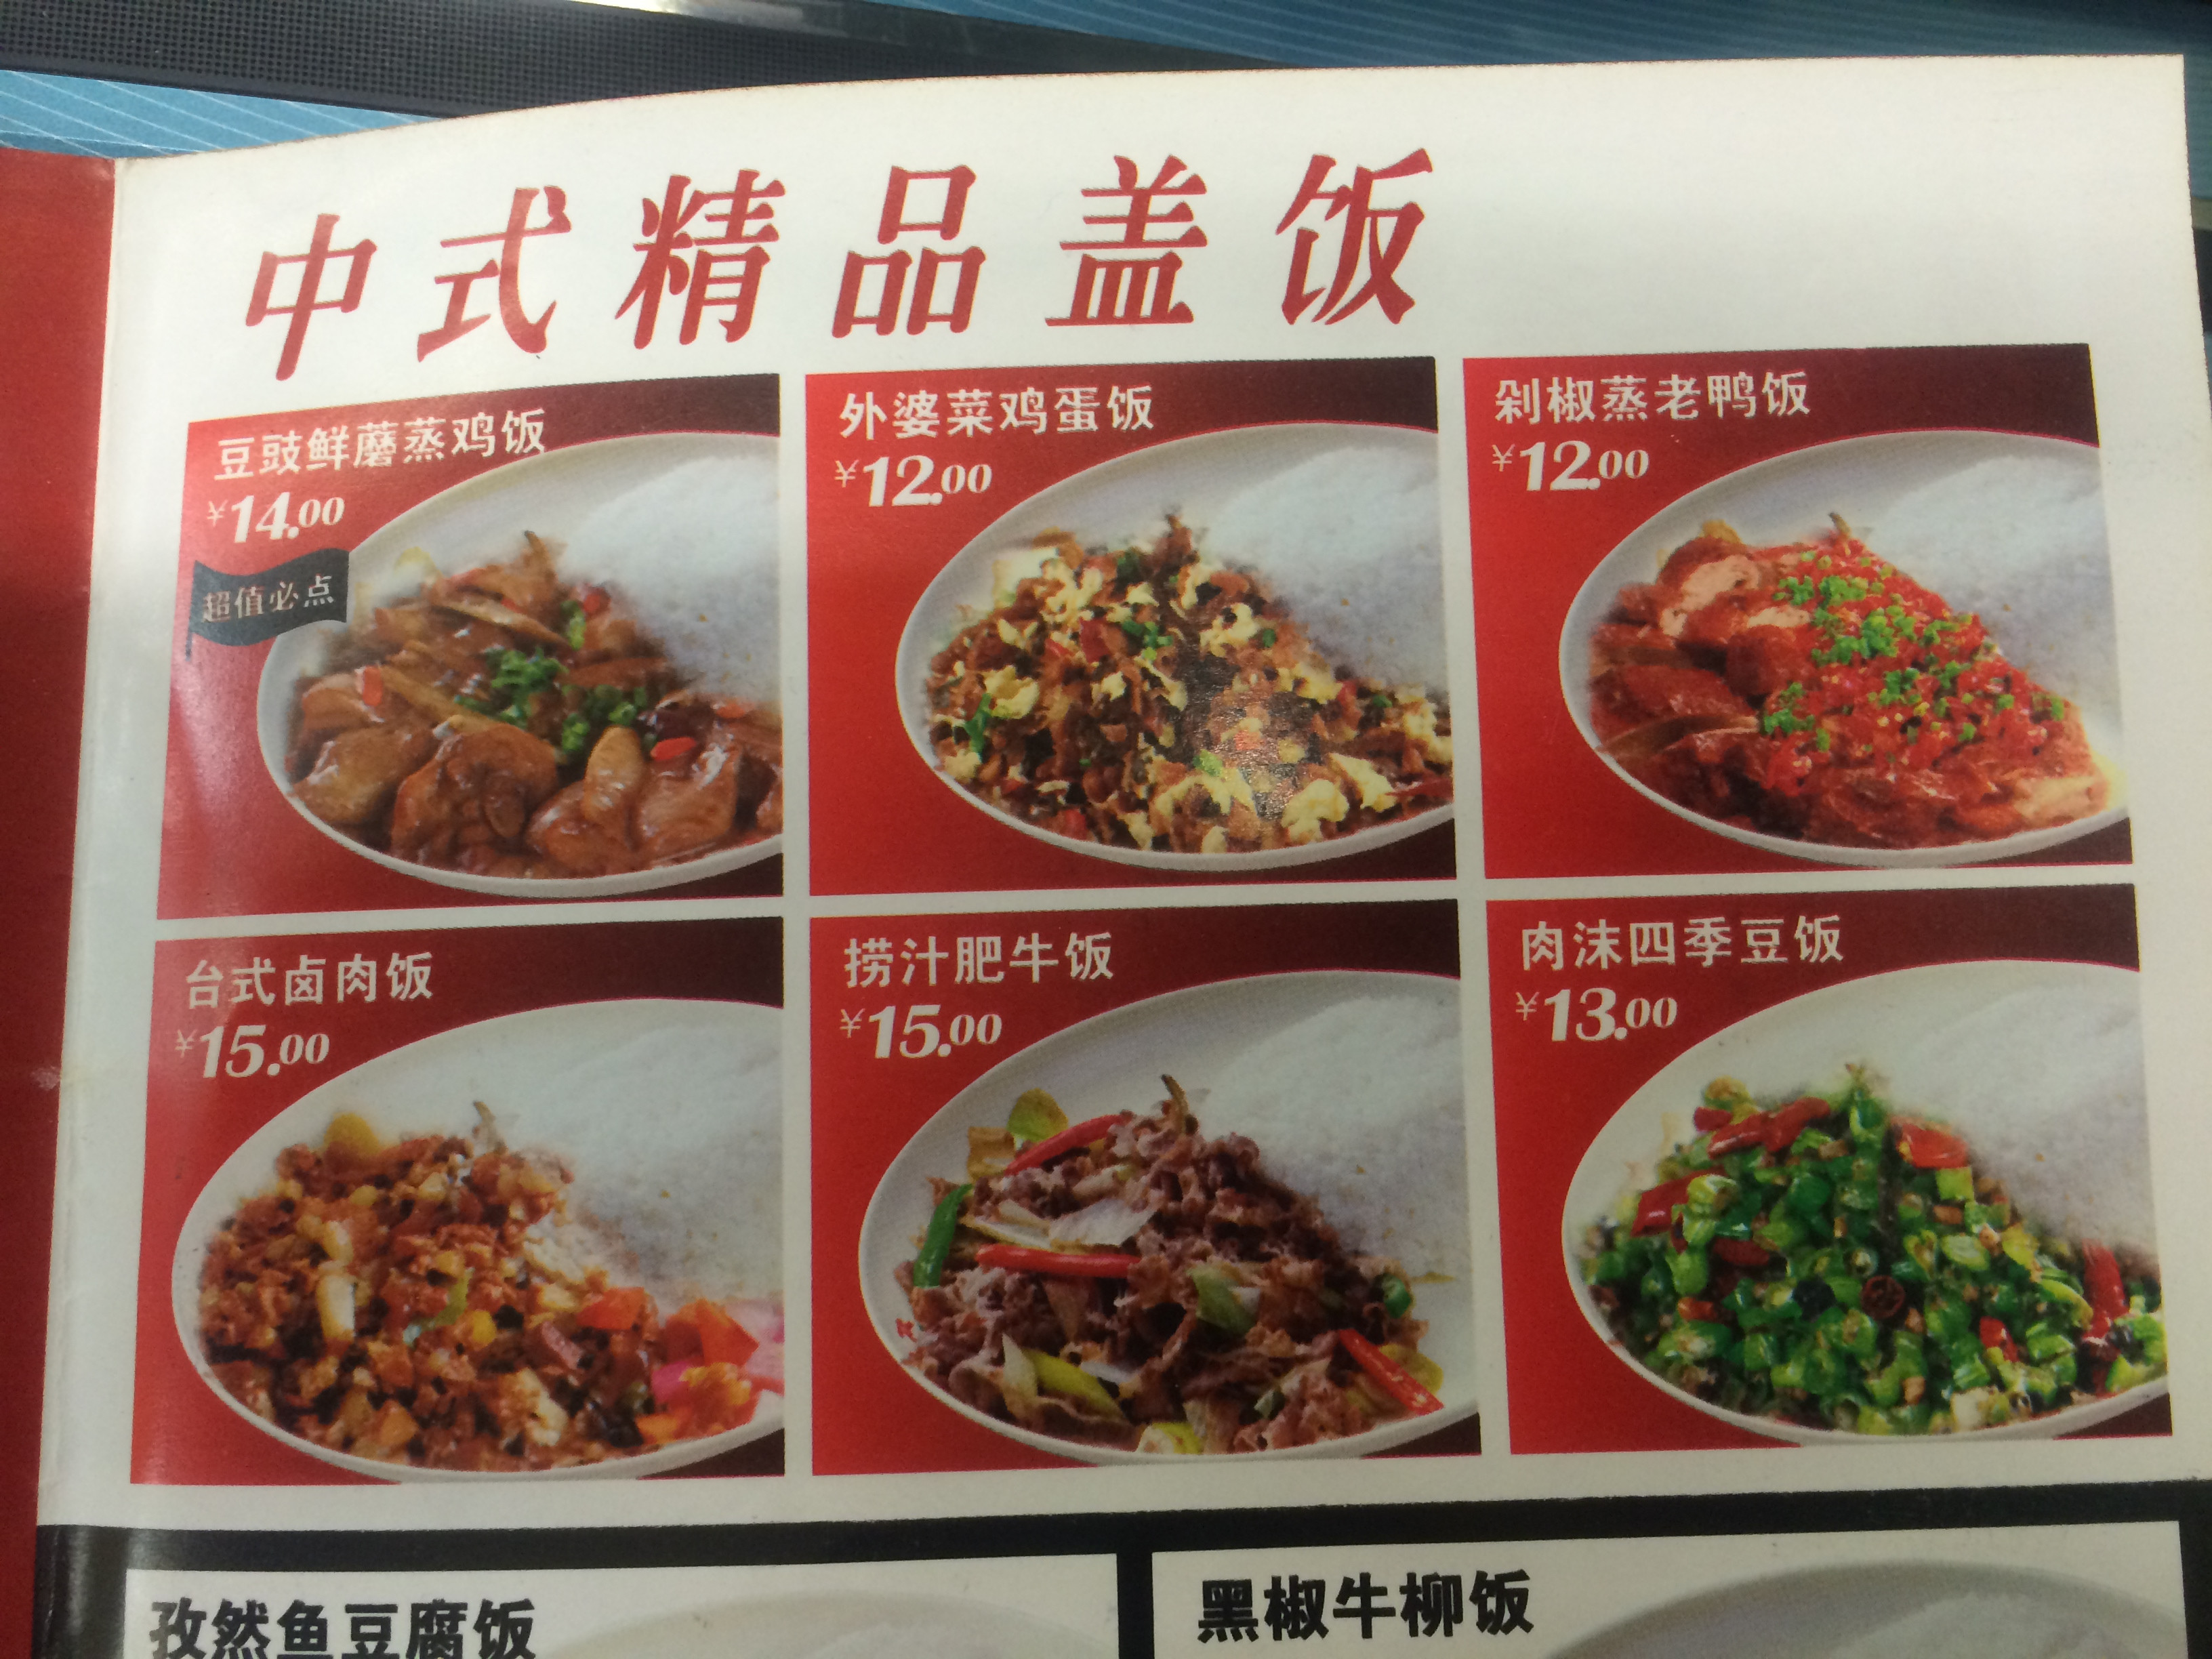 中式精品盖饭
豆豉鲜蘑蒸鸡饭
¥14.00
超值必点
外婆菜鸡蛋饭
¥12.00
剁椒蒸老鸭饭
¥12.00
台式卤肉饭
¥15.00
捞汁肥牛饭
¥15.00
肉沫四季豆饭
¥13.00
孜然鱼豆腐饭
黑椒牛柳饭